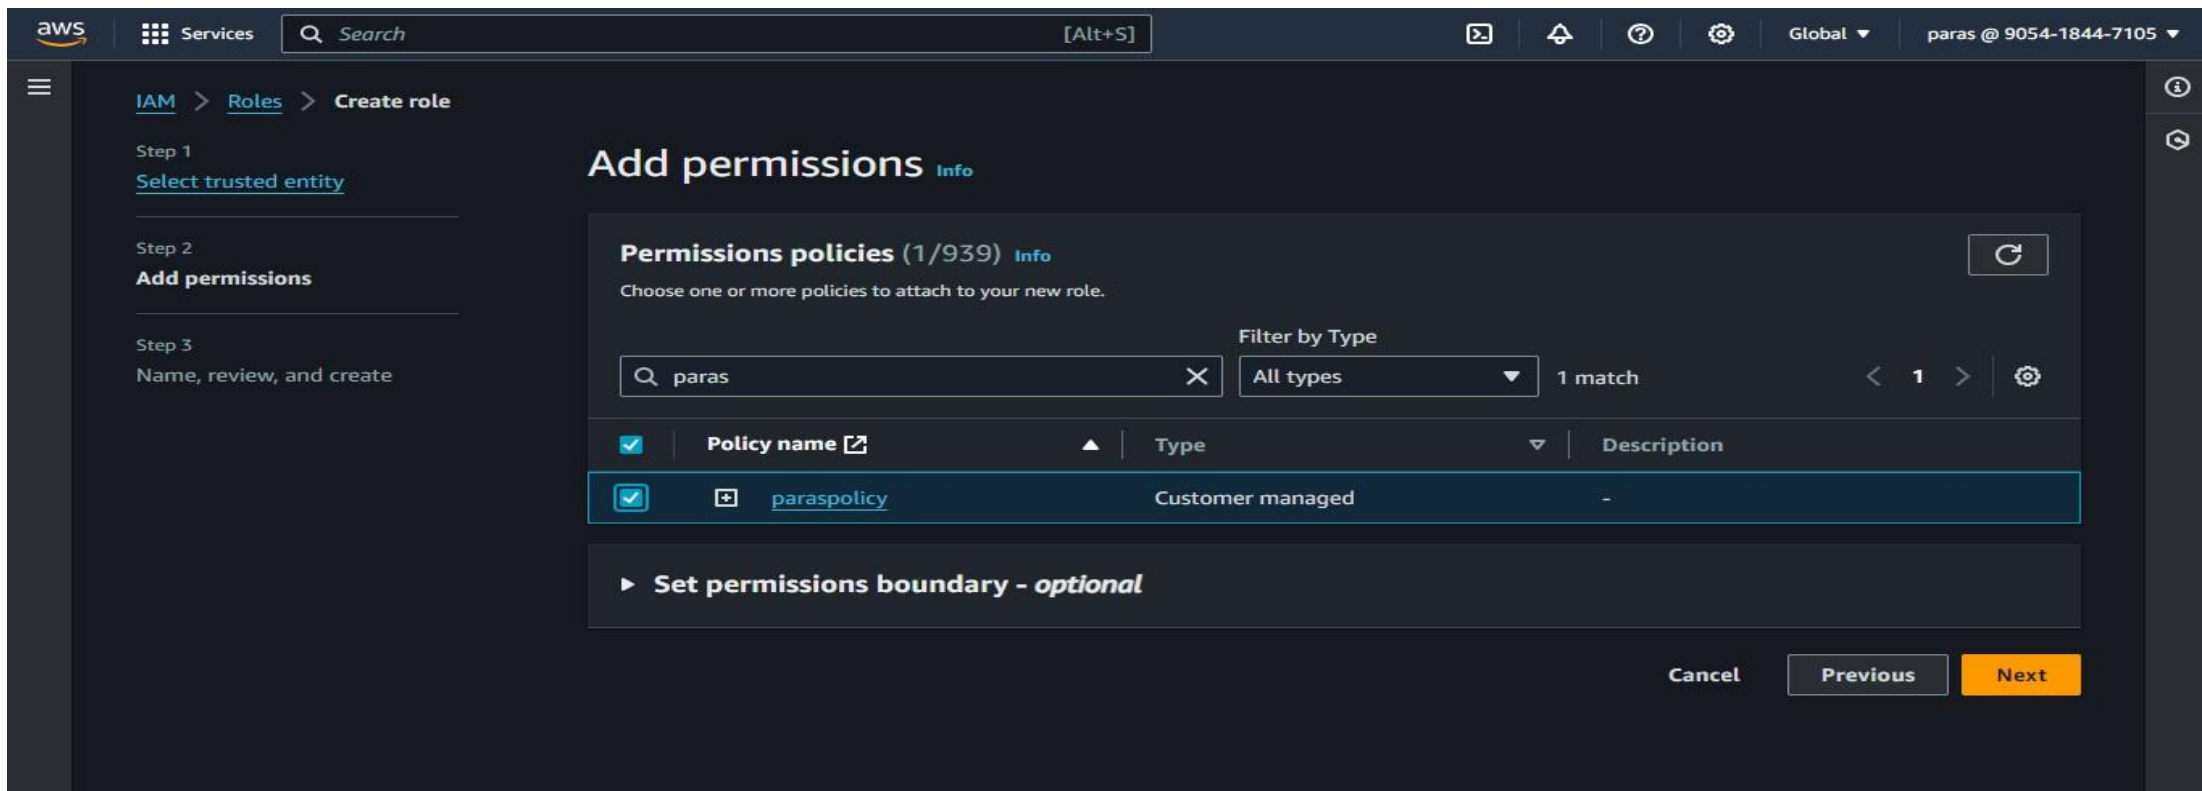 aws Services Search [Alt+S] Global paras @ 9054-1844-7105
IAM > Roles > Create role
Step 1
Select trusted entity
Step 2
Add permissions
Step 3
Name, review, and create
Add permissions Info
Permissions policies (1/939) Info
Choose one or more policies to attach to your new role.
Filter by Type
paras All types 1 match 1
Policy name Type Description
paraspolicy Customer managed -
Set permissions boundary - optional
Cancel Previous Next